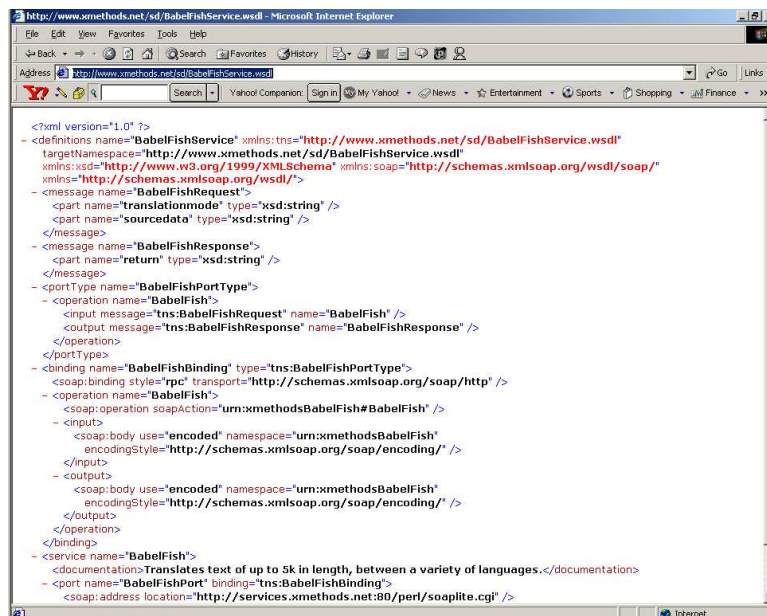 http://www.xmethods.net/sd/BabelFishService.wsdl - Microsoft Internet Explorer
File Edit View Favorites Tools Help
Back Search Favorites History
Address http://www.xmethods.net/sd/BabelFishService.wsdl Go Links
Y? Search Yahoo! Companion: Sign in My Yahoo! News Entertainment Sports Shopping Finance »
<?xml version="1.0" ?>
- <definitions name="BabelFishService" xmlns:tns="http://www.xmethods.net/sd/BabelFishService.wsdl"
targetNamespace="http://www.xmethods.net/sd/BabelFishService.wsdl"
xmlns:xsd="http://www.w3.org/1999/XMLSchema" xmlns:soap="http://schemas.xmlsoap.org/wsdl/soap/"
xmlns="http://schemas.xmlsoap.org/wsdl/">
- <message name="BabelFishRequest">
<part name="translationmode" type="xsd:string" />
<part name="sourcedata" type="xsd:string" />
</message>
- <message name="BabelFishResponse">
<part name="return" type="xsd:string" />
</message>
- <portType name="BabelFishPortType">
- <operation name="BabelFish">
<input message="tns:BabelFishRequest" name="BabelFish" />
<output message="tns:BabelFishResponse" name="BabelFishResponse" />
</operation>
</portType>
- <binding name="BabelFishBinding" type="tns:BabelFishPortType">
<soap:binding style="rpc" transport="http://schemas.xmlsoap.org/soap/http" />
- <operation name="BabelFish">
<soap:operation soapAction="urn:xmethodsBabelFish#BabelFish" />
- <input>
<soap:body use="encoded" namespace="urn:xmethodsBabelFish"
encodingStyle="http://schemas.xmlsoap.org/soap/encoding/" />
</input>
- <output>
<soap:body use="encoded" namespace="urn:xmethodsBabelFish"
encodingStyle="http://schemas.xmlsoap.org/soap/encoding/" />
</output>
</operation>
</binding>
- <service name="BabelFish">
<documentation>Translates text of up to 5k in length, between a variety of languages.</documentation>
- <port name="BabelFishPort" binding="tns:BabelFishBinding">
<soap:address location="http://services.xmethods.net:80/perl/soaplite.cgi" />
Internet